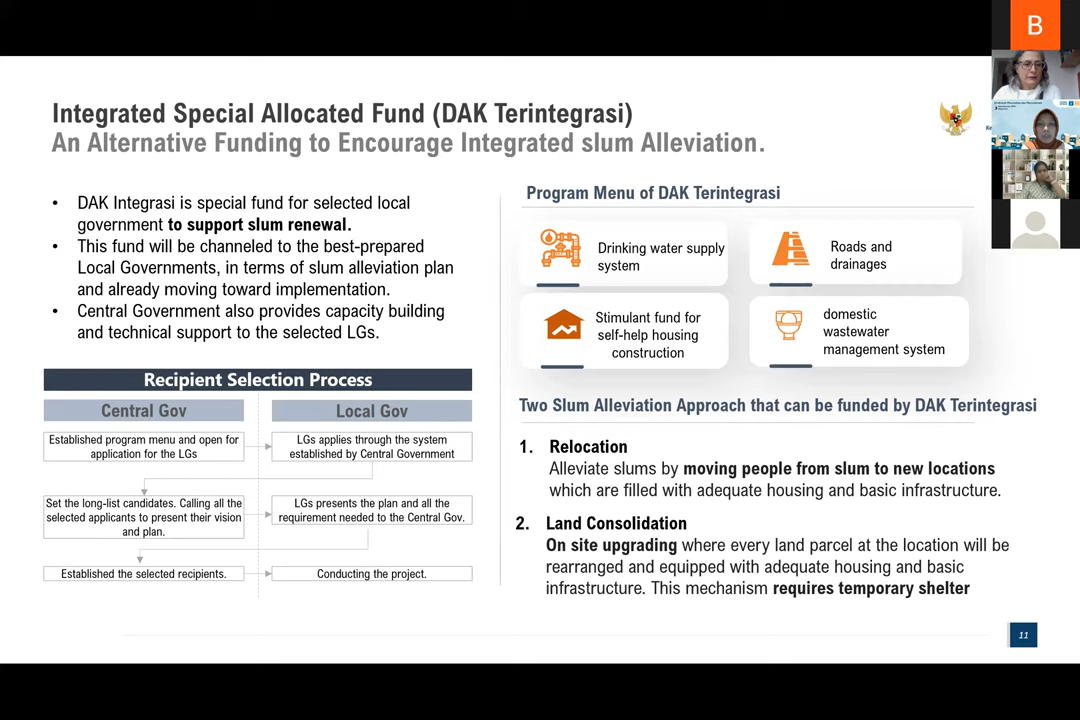 B
Integrated Special Allocated Fund (DAK Terintegrasi)
An Alternative Funding to Encourage Integrated slum Alleviation.
• DAK Integrasi is special fund for selected local
government to support slum renewal.
• This fund will be channeled to the best-prepared
Local Governments, in terms of slum alleviation plan
and already moving toward implementation.
• Central Government also provides capacity building
and technical support to the selected LGs.
Recipient Selection Process
Central Gov
Local Gov
Established program menu and open for
application for the LGs
LGs applies through the system
established by Central Government
Set the long-list candidates. Calling all the
selected applicants to present their vision
and plan.
LGs presents the plan and all the
requirement needed to the Central Gov.
Established the selected recipients.
Conducting the project.
Program Menu of DAK Terintegrasi
Drinking water supply
system
Roads and
drainages
Stimulant fund for
self-help housing
construction
domestic
wastewater
management system
Two Slum Alleviation Approach that can be funded by DAK Terintegrasi
1. Relocation
Alleviate slums by moving people from slum to new locations
which are filled with adequate housing and basic infrastructure.
2. Land Consolidation
On site upgrading where every land parcel at the location will be
rearranged and equipped with adequate housing and basic
infrastructure. This mechanism requires temporary shelter
11